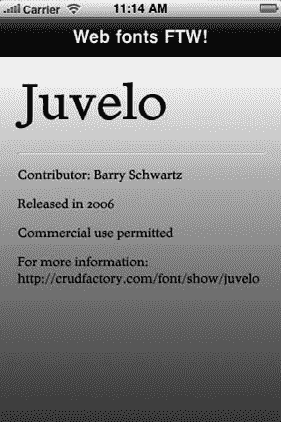 Carrier 11:14 AM
Web fonts FTW!
Juvelo
Contributor: Barry Schwartz
Released in 2006
Commercial use permitted
For more information:
http://crudfactory.com/font/show/juvelo